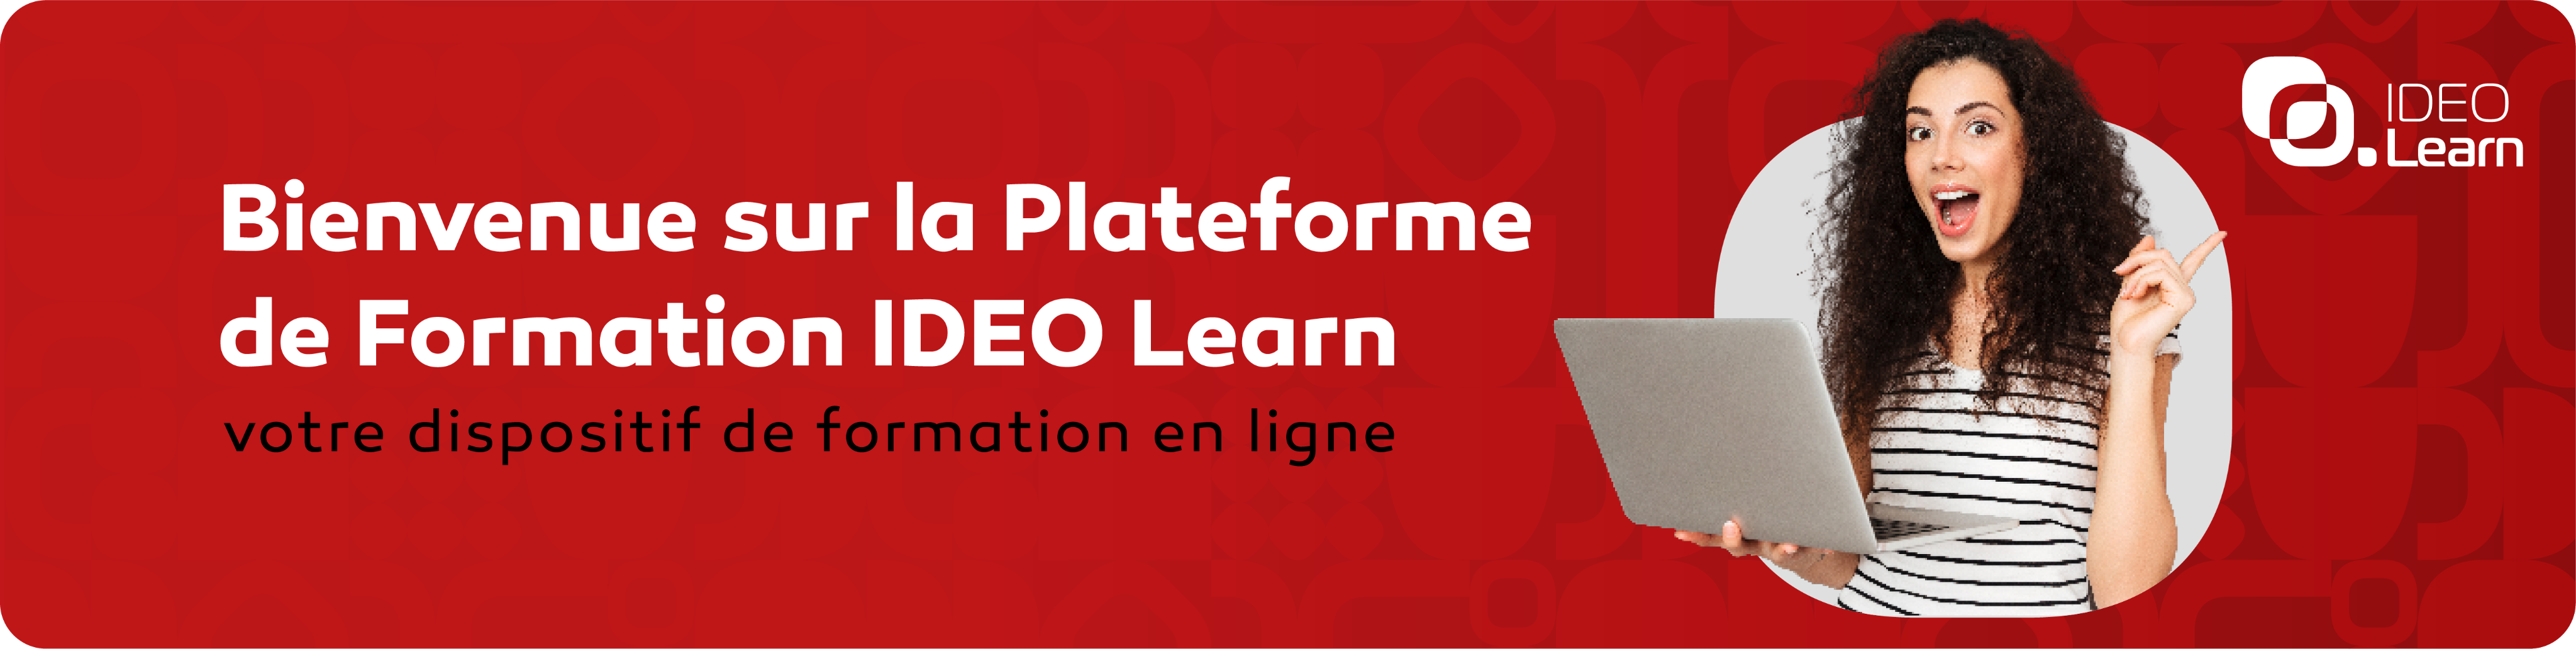 Bienvenue sur la Plateforme
de Formation IDEO Learn
votre dispositif de formation en ligne
IDEO
Learn